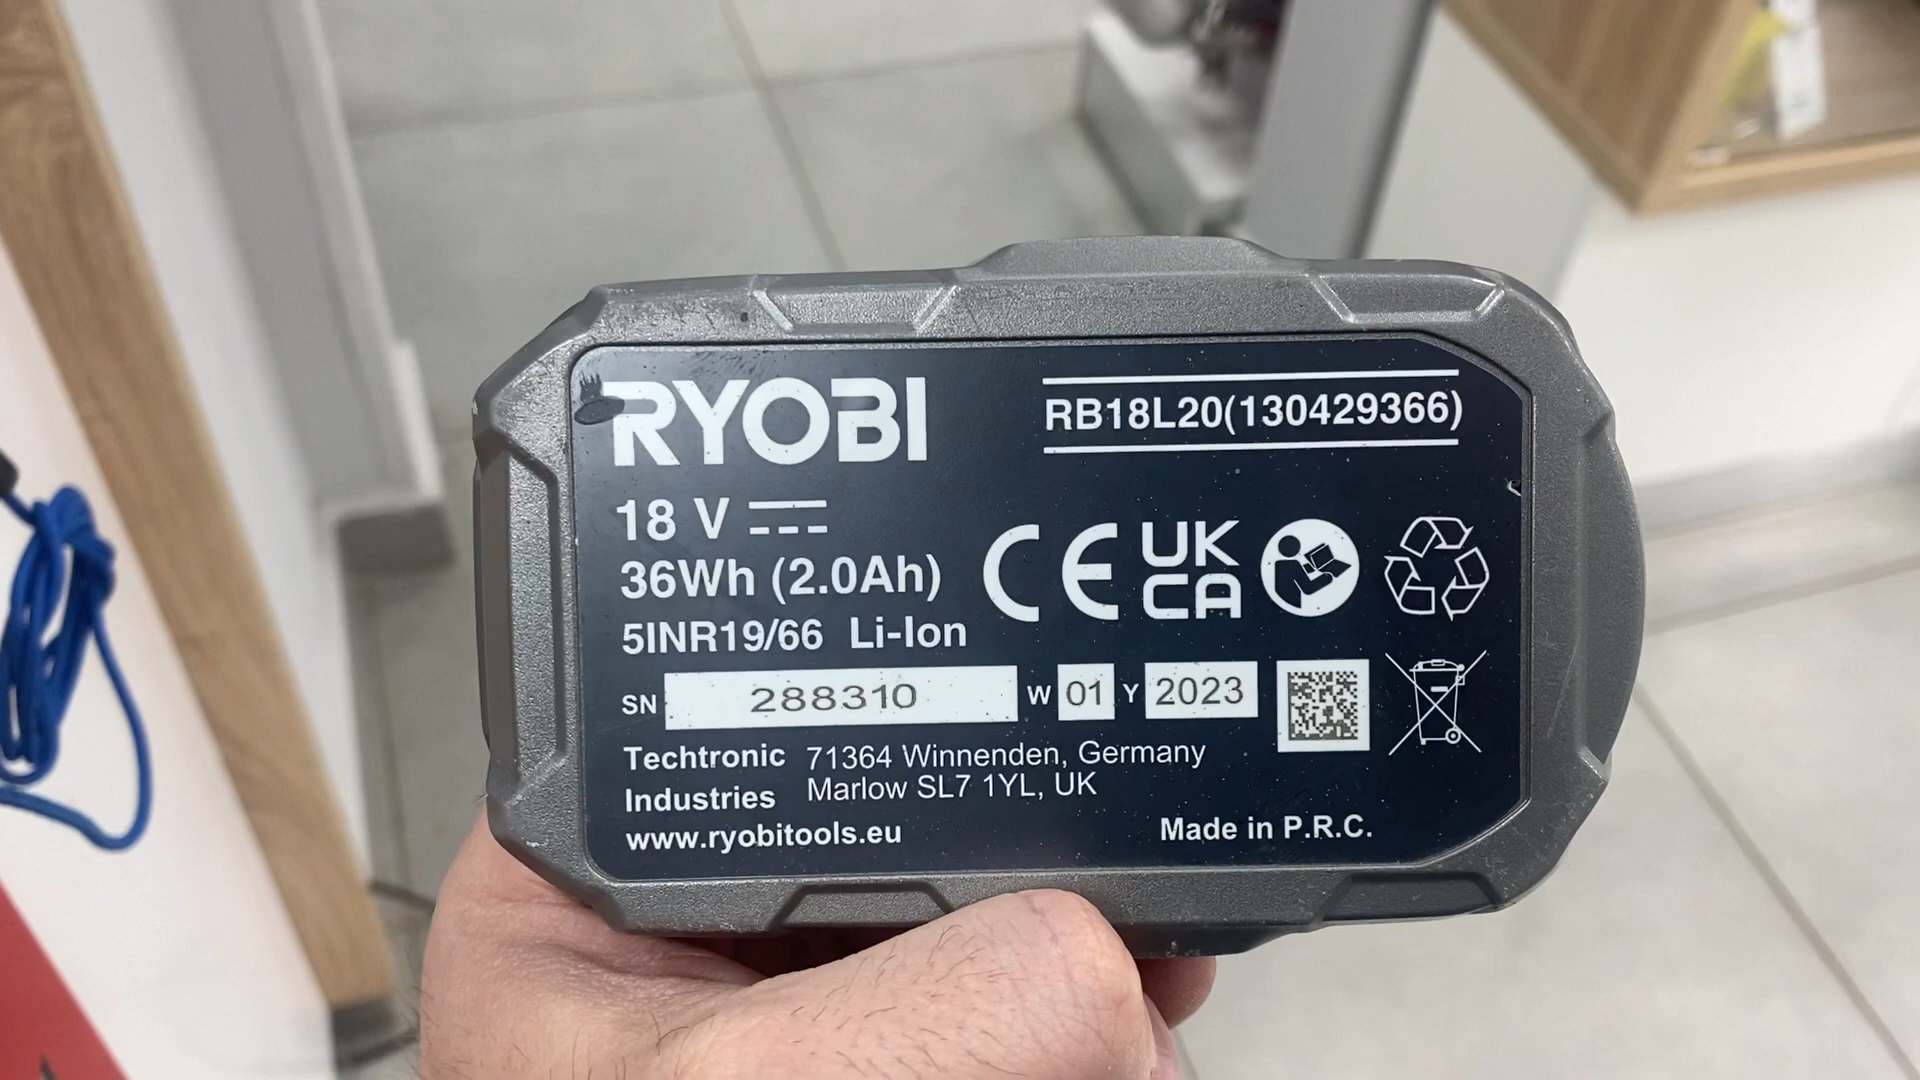 RYOBI
RB18L20(130429366)
18 V
36Wh (2.0Ah)
5INR19/66 Li-Ion
CE UK CA
SN 288310 W 01 Y 2023
Techtronic Industries
71364 Winnenden, Germany
Marlow SL7 1YL, UK
www.ryobitools.eu
Made in P.R.C.